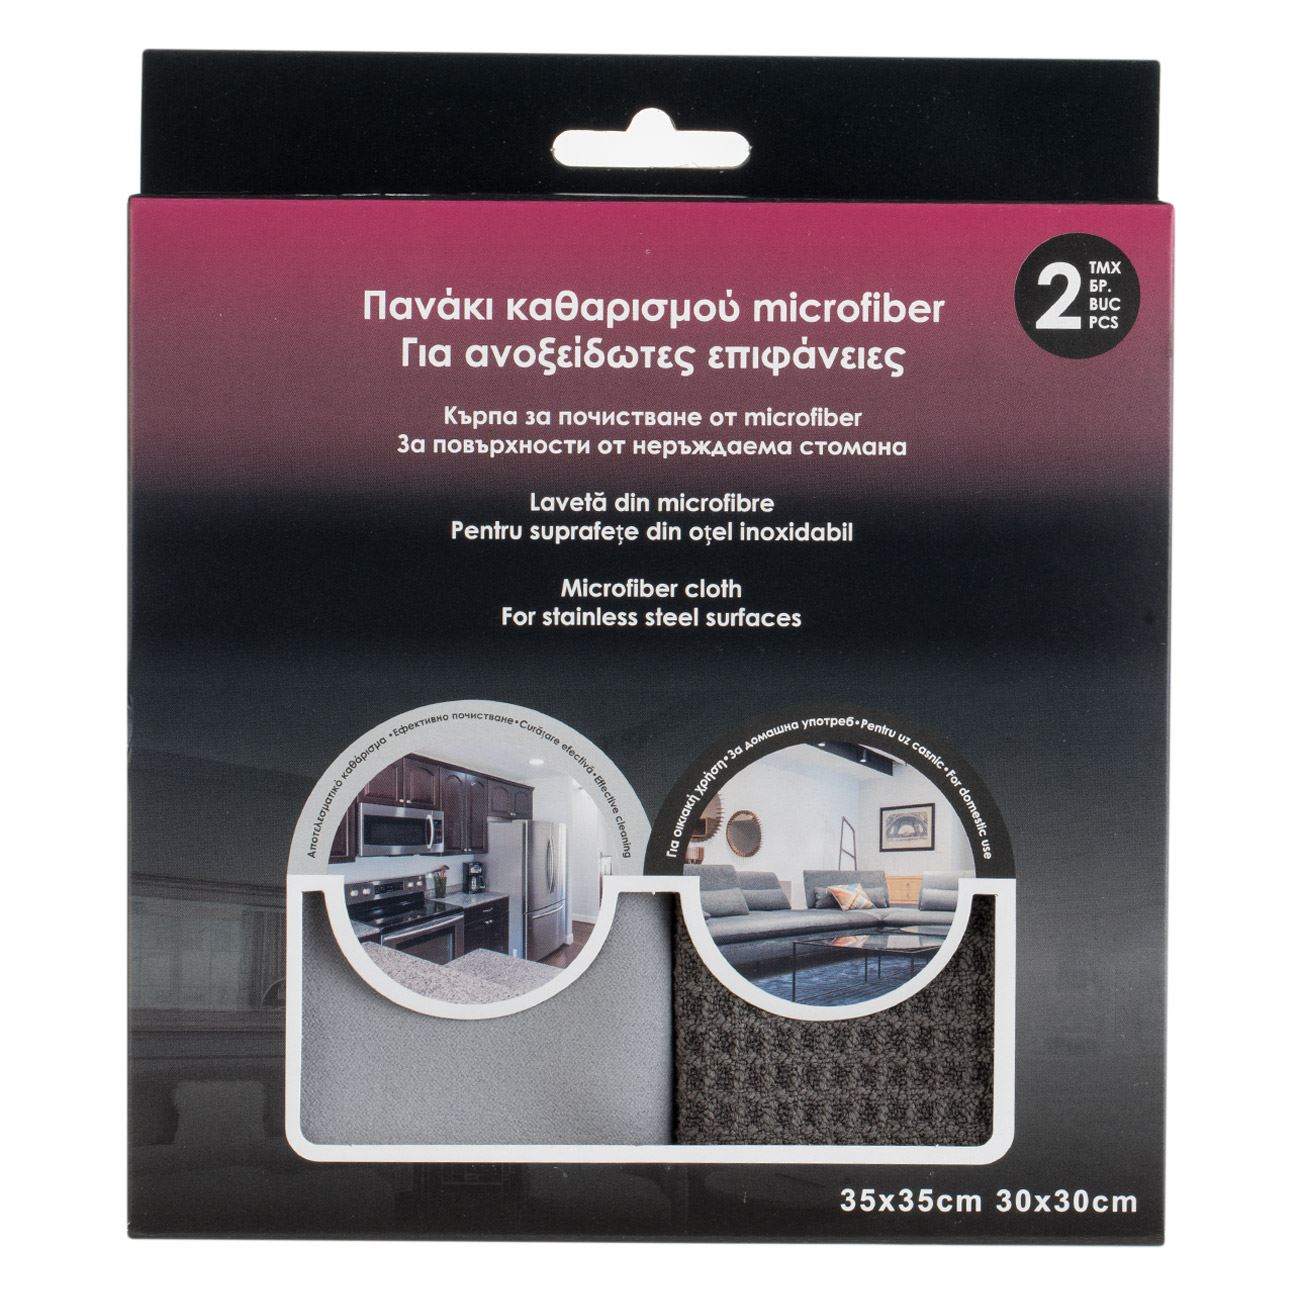 2 ΤΜΧ
БР.
BUC
PCS
Πανάκι καθαρισμού microfiber
Για ανοξείδωτες επιφάνειες
Кърпа за почистване от microfiber
За повърхности от неръждаема стомана
Lavetă din microfibre
Pentru suprafețe din oțel inoxidabil
Microfiber cloth
For stainless steel surfaces
Αποτελεσματικό καθάρισμα •Ефективно почистване•Curățare efectivă•Effective cleaning
Για οικιακή χρήση•За домашна употреб•Pentru uz casnic•For domestic use
35x35cm 30x30cm